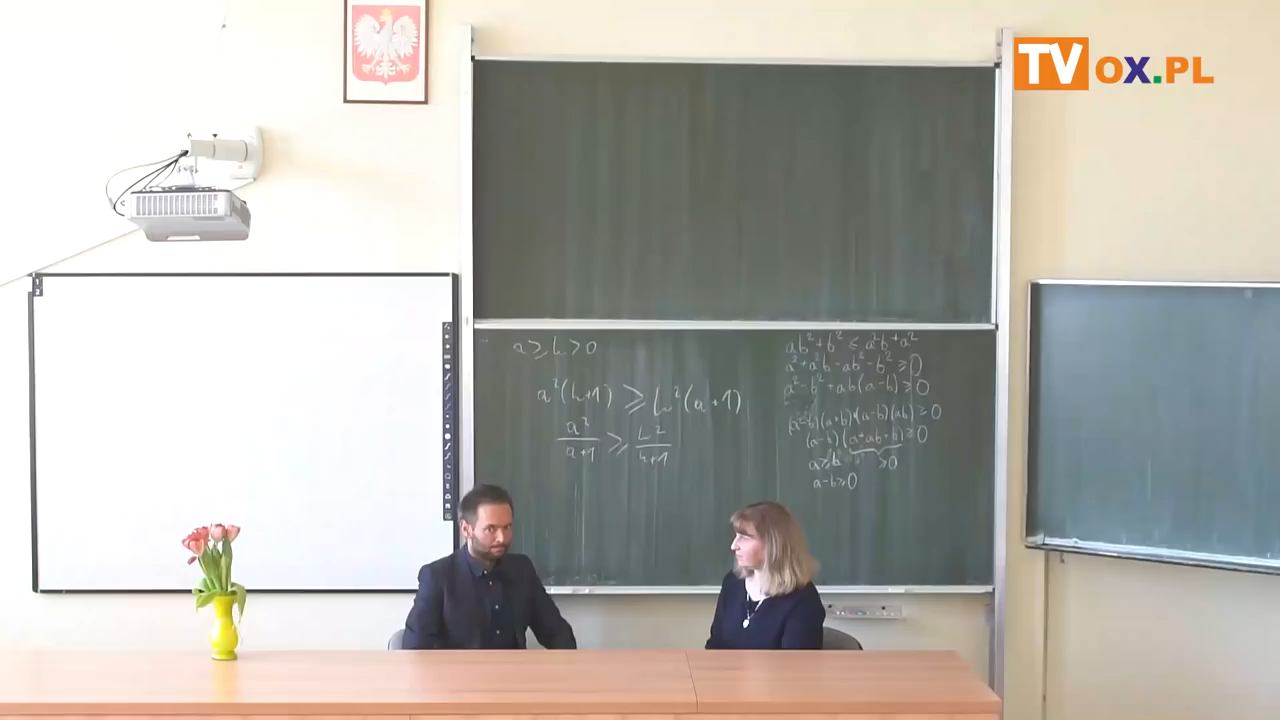 TVOX.PL
a ⩾ b > 0
a²(b+1) ⩾ b²(a+1)
a²/(a+1) ⩾ b²/(b+1)
ab²+b² ≤ a²b+a²
a²+a²b-ab²-b² ⩾ 0
a²-b²+ab(a-b) ⩾ 0
(a-b)(a+b)+(a-b)(ab) ⩾ 0
(a-b)(a+ab+b) ⩾ 0
a⩾b >0
a-b⩾0